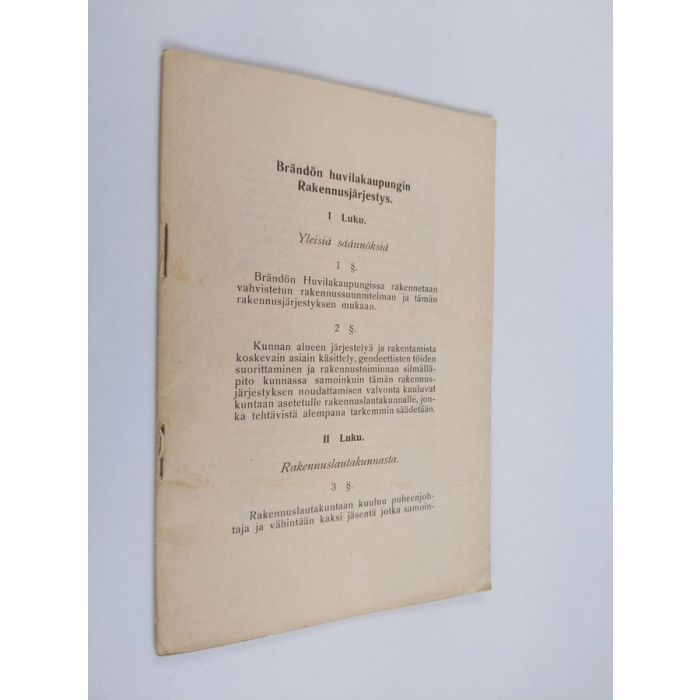 Brändön huvilakaupungin
Rakennusjärjestys.
I Luku.
Yleisiä säännöksiä
1 §.
Brändön Huvilakaupungissa rakennetaan
vahvistetun rakennussuunnitelman ja tämän
rakennusjärjestyksen mukaan.
2 §.
Kunnan alueen järjestelyä ja rakentamista
koskevain asiain käsittely, geodeettisten töiden
suorittaminen ja rakennustoiminnan silmällä-
pito kunnassa samoinkuin tämän rakennus-
järjestyksen noudattamisen valvonta kuuluvat
kuntaan asetetulle rakennuslautakunnalle, jon-
ka tehtävistä alempana tarkemmin säädetään.
II Luku.
Rakennuslautakunnasta.
3 §.
Rakennuslautakuntaan kuuluu puheenjoh-
taja ja vähintään kaksi jäsentä jotka samoin-